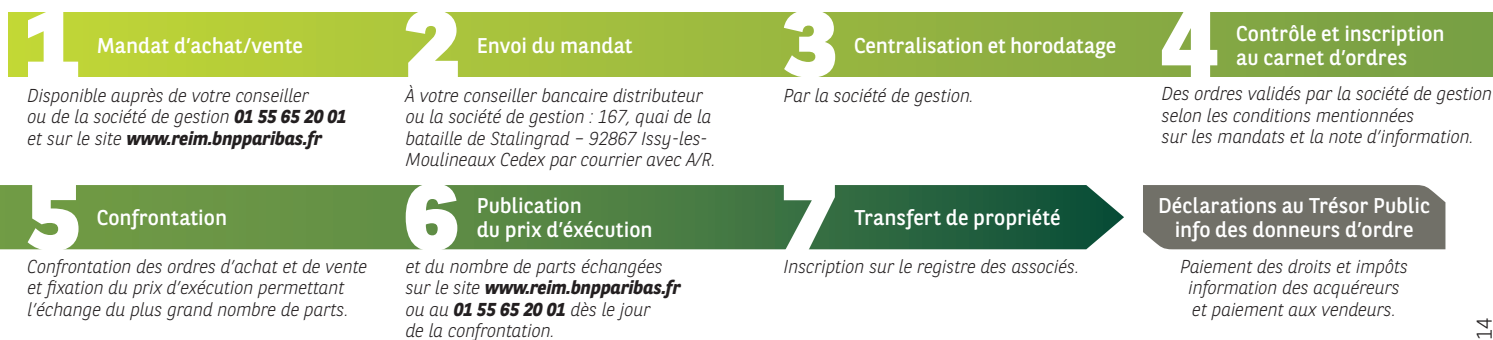 1 Mandat d'achat/vente
Disponible auprès de votre conseiller
ou de la société de gestion 01 55 65 20 01
et sur le site www.reim.bnpparibas.fr
2 Envoi du mandat
À votre conseiller bancaire distributeur
ou la société de gestion : 167, quai de la
bataille de Stalingrad – 92867 Issy-les-
Moulineaux Cedex par courrier avec A/R.
3 Centralisation et horodatage
Par la société de gestion.
4 Contrôle et inscription
au carnet d'ordres
Des ordres validés par la société de gestion
selon les conditions mentionnées
sur les mandats et la note d'information.
5 Confrontation
Confrontation des ordres d'achat et de vente
et fixation du prix d'exécution permettant
l'échange du plus grand nombre de parts.
6 Publication
du prix d'éxécution
et du nombre de parts échangées
sur le site www.reim.bnpparibas.fr
ou au 01 55 65 20 01 dès le jour
de la confrontation.
7 Transfert de propriété
Inscription sur le registre des associés.
Déclarations au Trésor Public
info des donneurs d'ordre
Paiement des droits et impôts
information des acquéreurs
et paiement aux vendeurs.
14